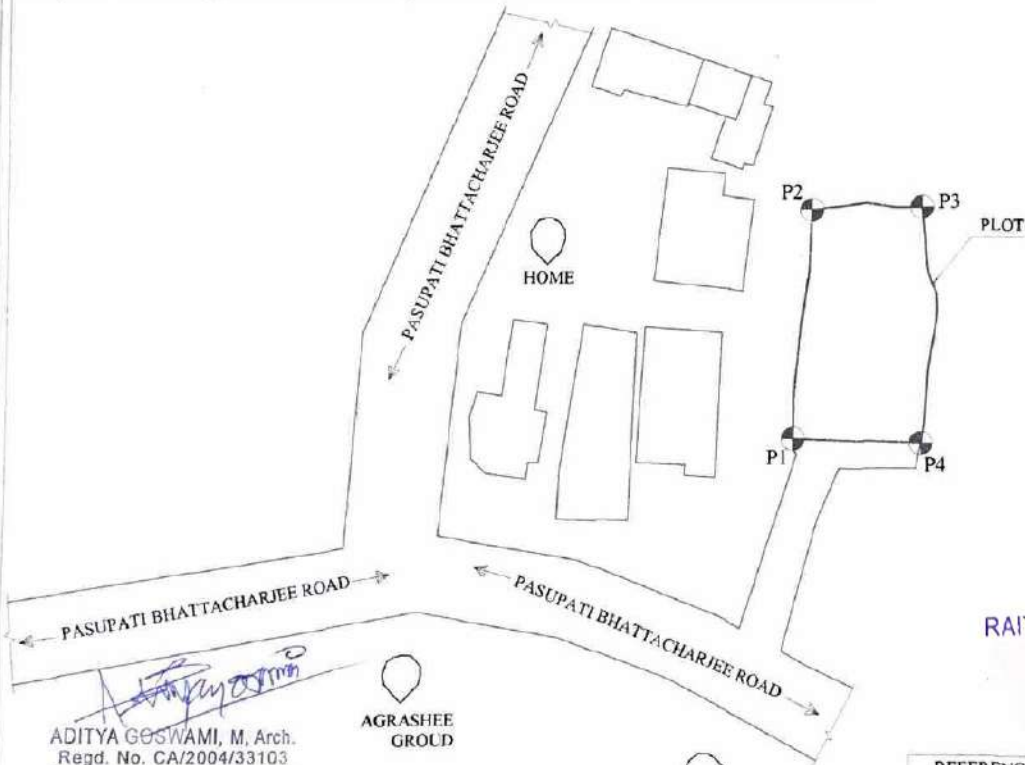 PASUPATI BHATTACHARJEE ROAD
P2
P3
PLOT
HOME
P1
P4
PASUPATI BHATTACHARJEE ROAD
PASUPATI BHATTACHARJEE ROAD
AGRASHEE
GROUD
ADITYA GOSWAMI, M, Arch.
Regd. No. CA/2004/33103